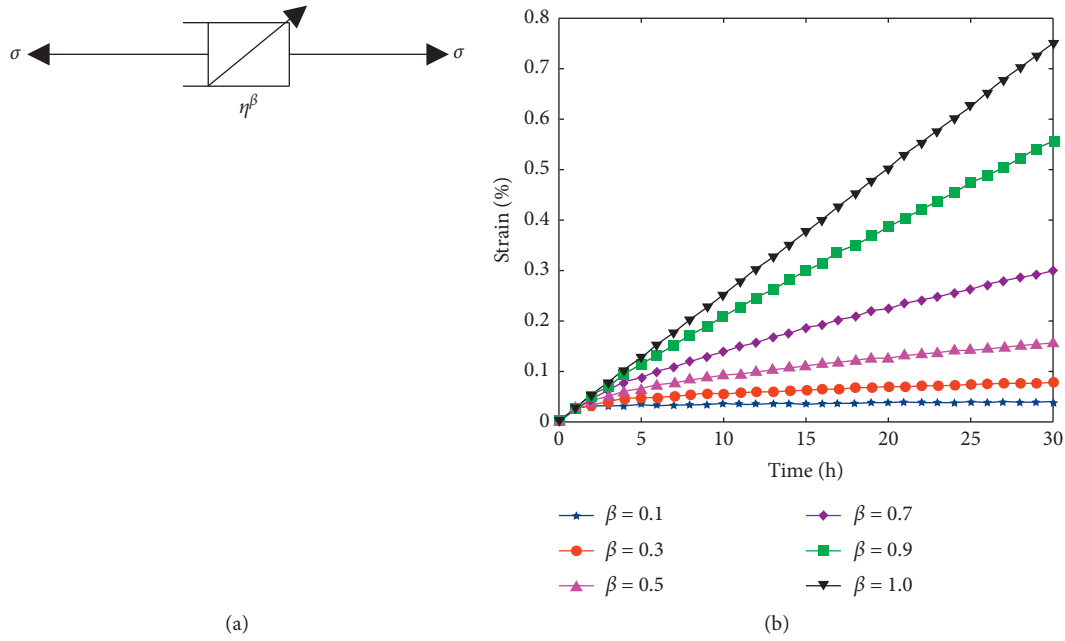 σ σ
η^β
Strain (%)
0.8
0.7
0.6
0.5
0.4
0.3
0.2
0.1
0
0 5 10 15 20 25 30
Time (h)
β = 0.1 β = 0.7
β = 0.3 β = 0.9
β = 0.5 β = 1.0
(a) (b)